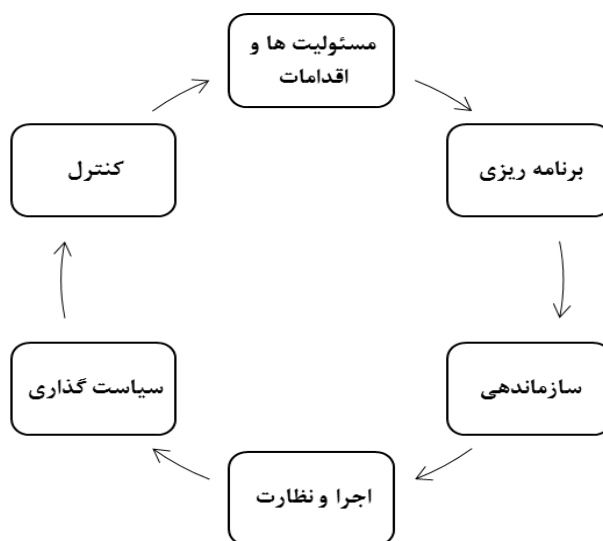 مسئولیت ها و
اقدامات
برنامه ریزی
سازماندهی
اجرا و نظارت
سیاست گذاری
کنترل